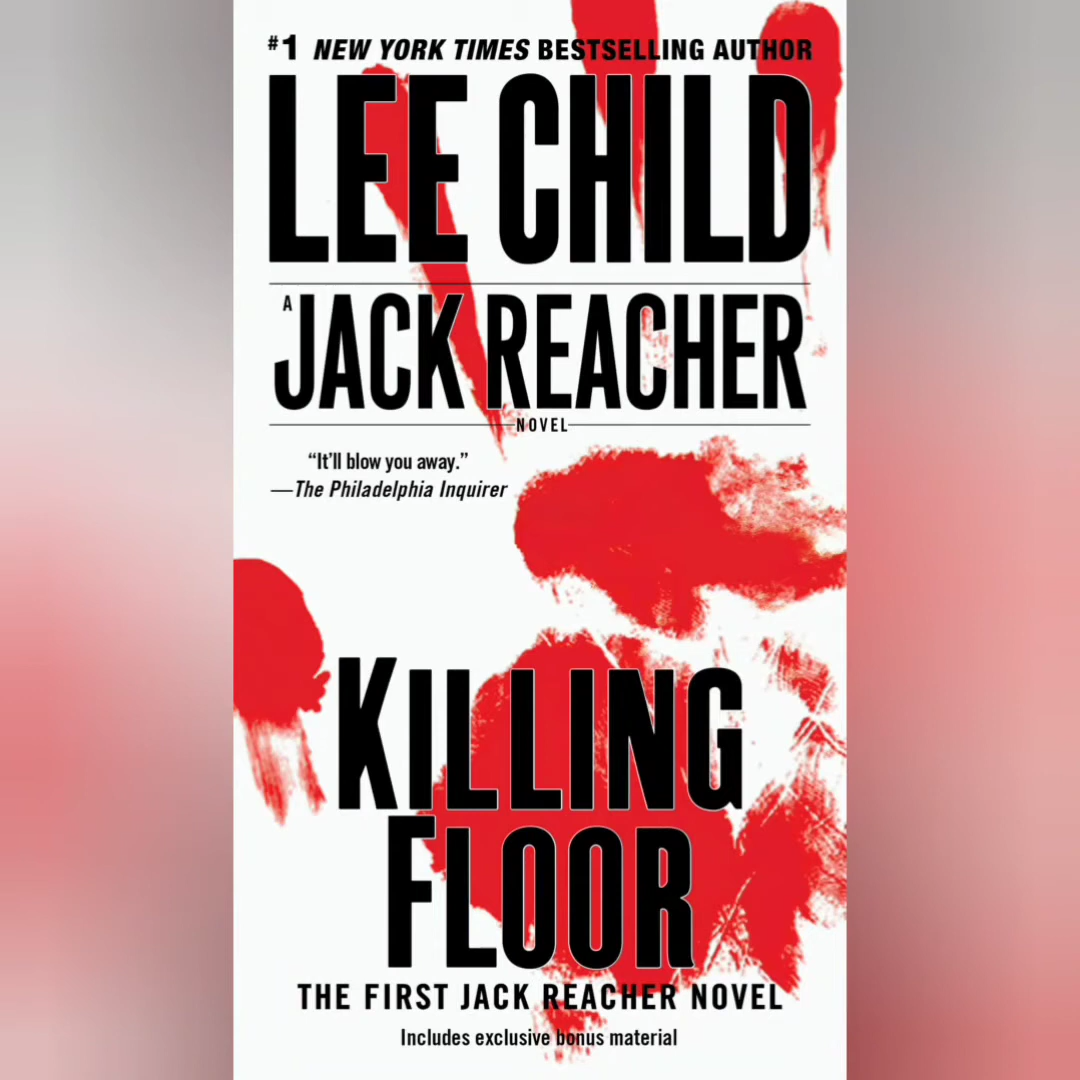 #1 NEW YORK TIMES BESTSELLING AUTHOR
LEE CHILD
A JACK REACHER
NOVEL
“It’ll blow you away.”
—The Philadelphia Inquirer
KILLING
FLOOR
THE FIRST JACK REACHER NOVEL
Includes exclusive bonus material